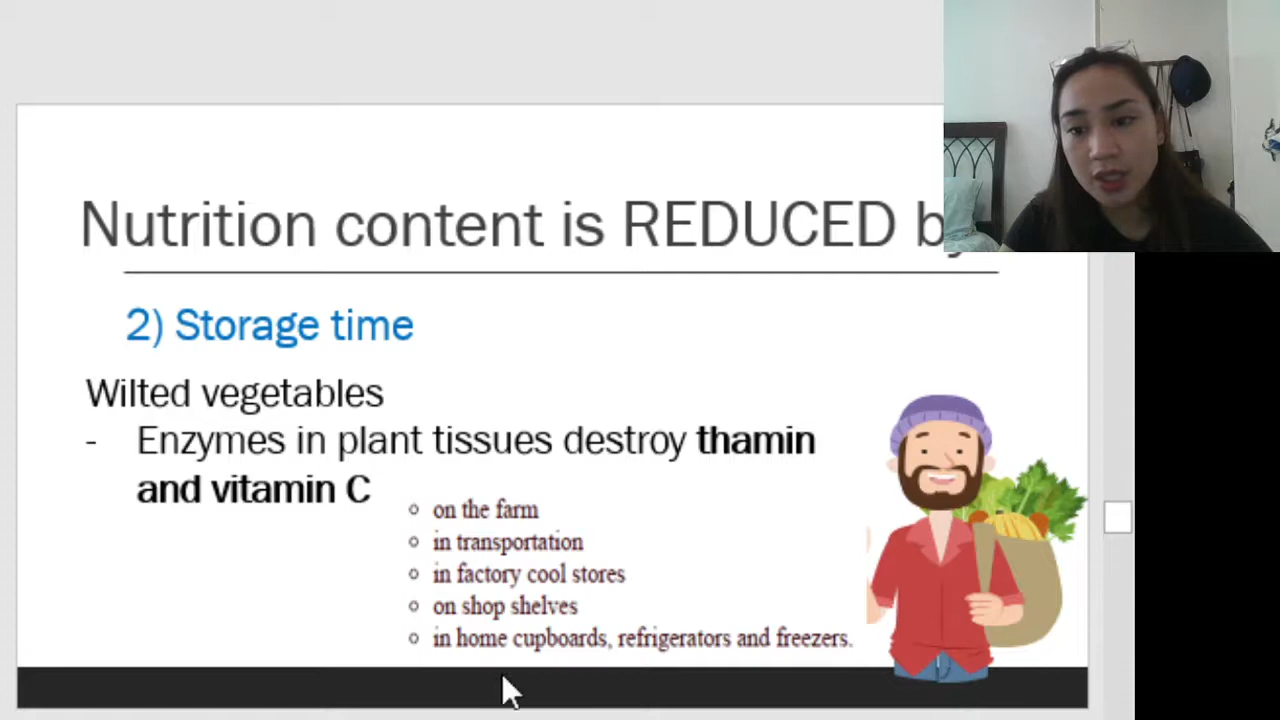 Nutrition content is REDUCED by
2) Storage time
Wilted vegetables
- Enzymes in plant tissues destroy thamin
and vitamin C
o on the farm
o in transportation
o in factory cool stores
o on shop shelves
o in home cupboards, refrigerators and freezers.